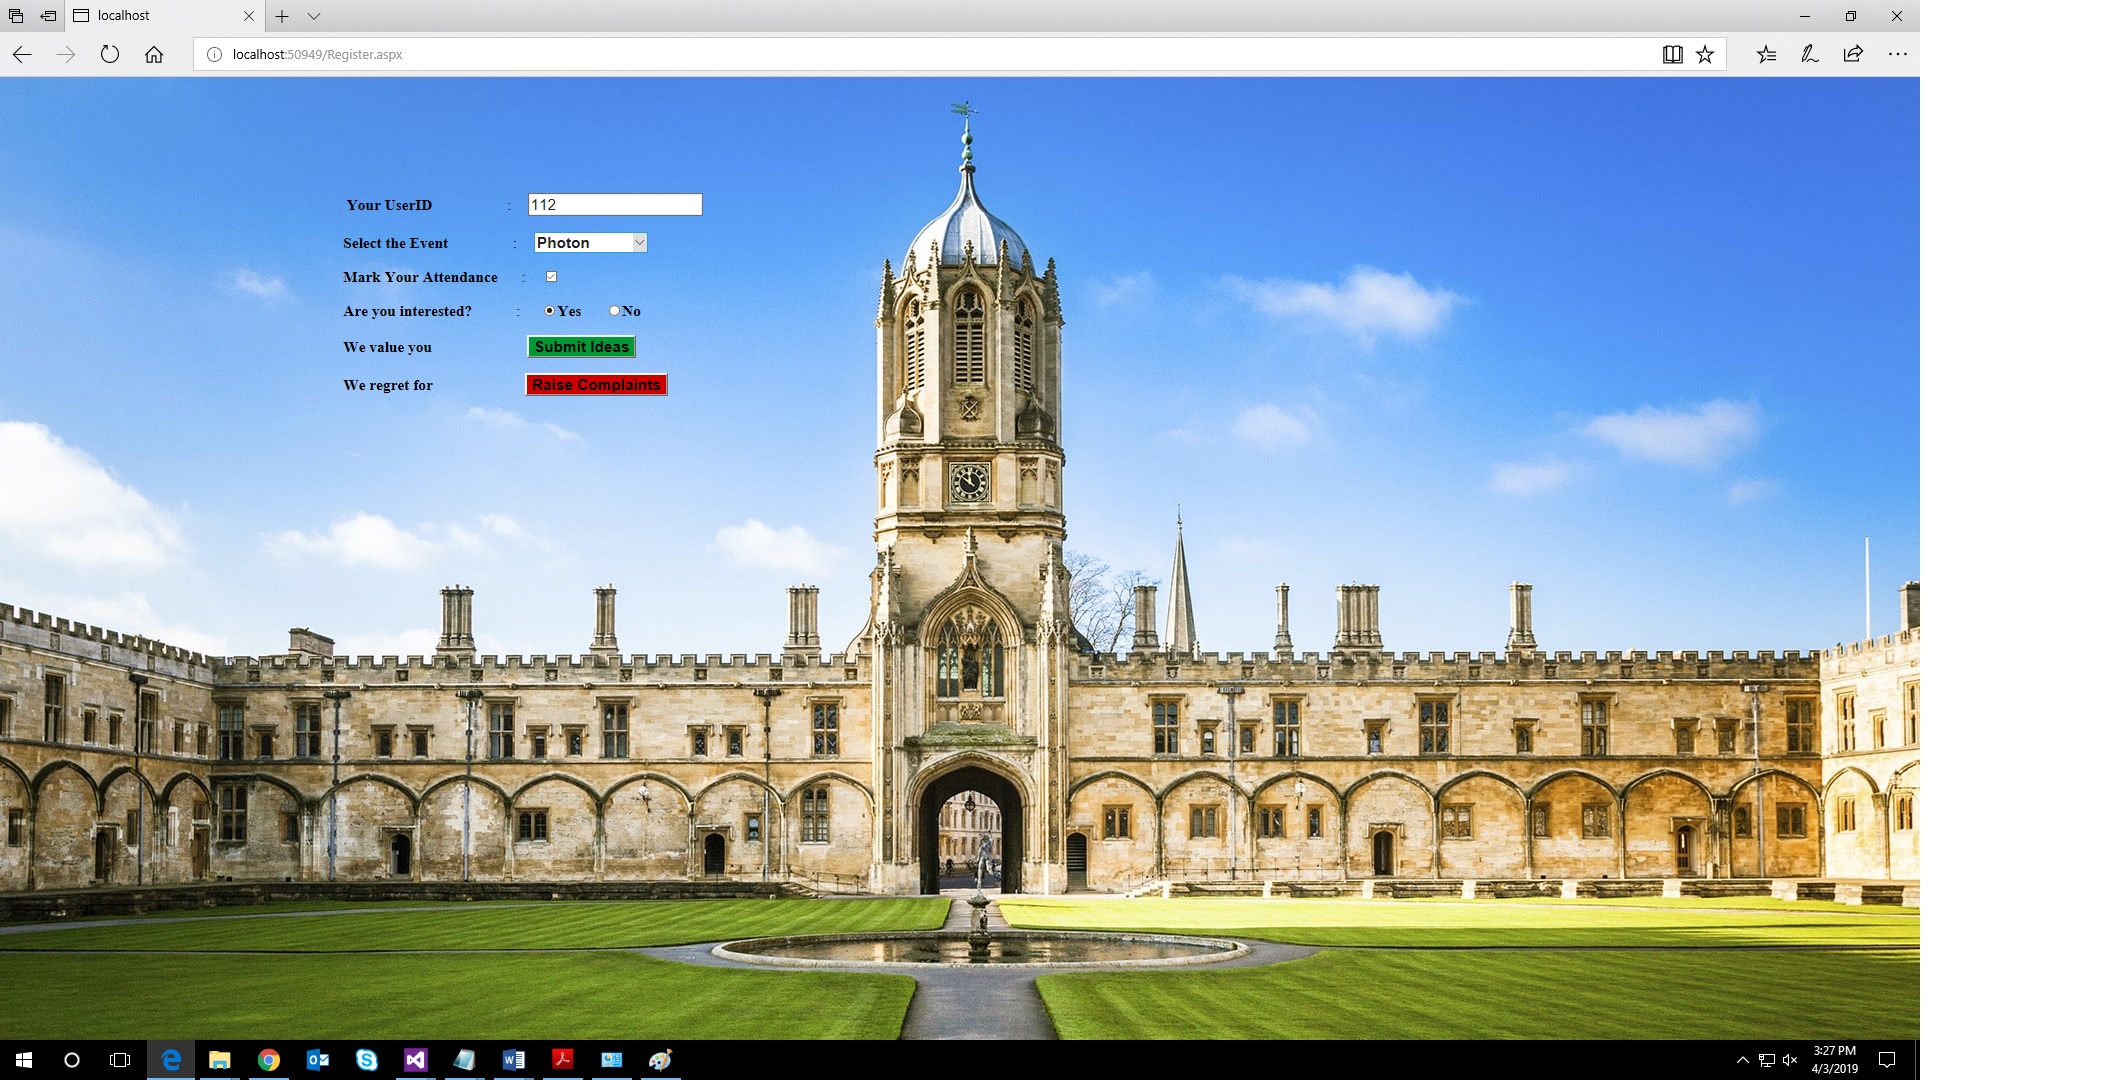 localhost
localhost:50949/Register.aspx
Your UserID : 112
Select the Event : Photon
Mark Your Attendance :
Are you interested? : Yes No
We value you Submit Ideas
We regret for Raise Complaints
3:27 PM
4/3/2019